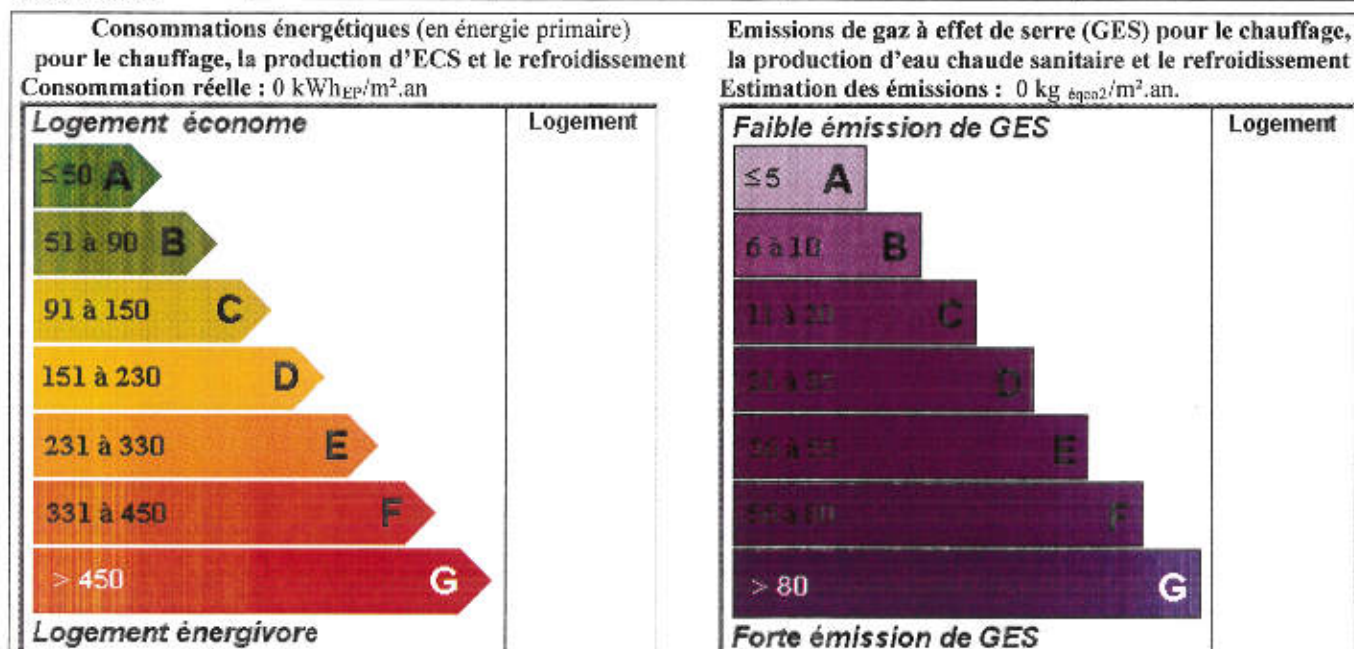 Consommations énergétiques (en énergie primaire)
pour le chauffage, la production d'ECS et le refroidissement
Consommation réelle : 0 kWhEP/m².an
Logement économe
Logement
≤50 A
51 à 90 B
91 à 150 C
151 à 230 D
231 à 330 E
331 à 450 F
> 450 G
Logement énergivore
Emissions de gaz à effet de serre (GES) pour le chauffage,
la production d'eau chaude sanitaire et le refroidissement
Estimation des émissions : 0 kg éqco2/m².an.
Faible émission de GES
Logement
≤5 A
6 à 10 B
11 à 20 C
D
E
F
> 80 G
Forte émission de GES